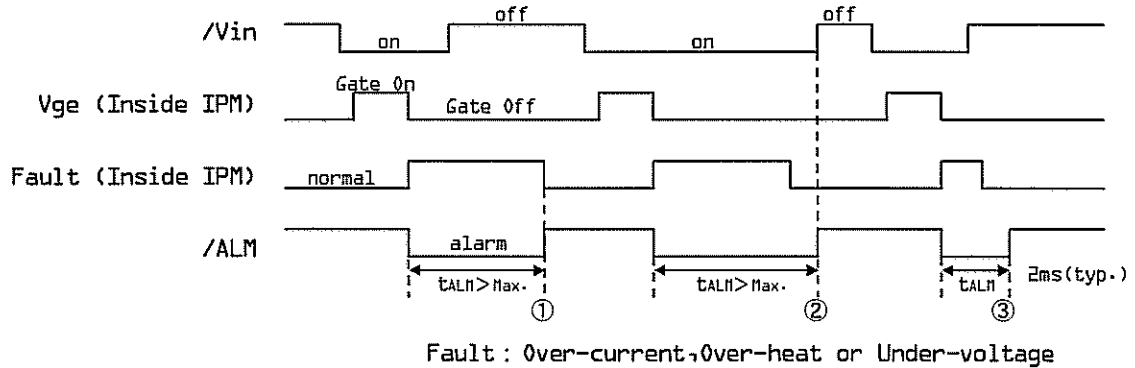 off
off
/Vin
on
on
Gate On
Vge (Inside IPM)
Gate Off
Fault (Inside IPM)
normal
/ALM
alarm
tALM> Max.
tALM> Max.
tALM
2ms(typ.)
①
②
③
Fault : Over-current,Over-heat or Under-voltage